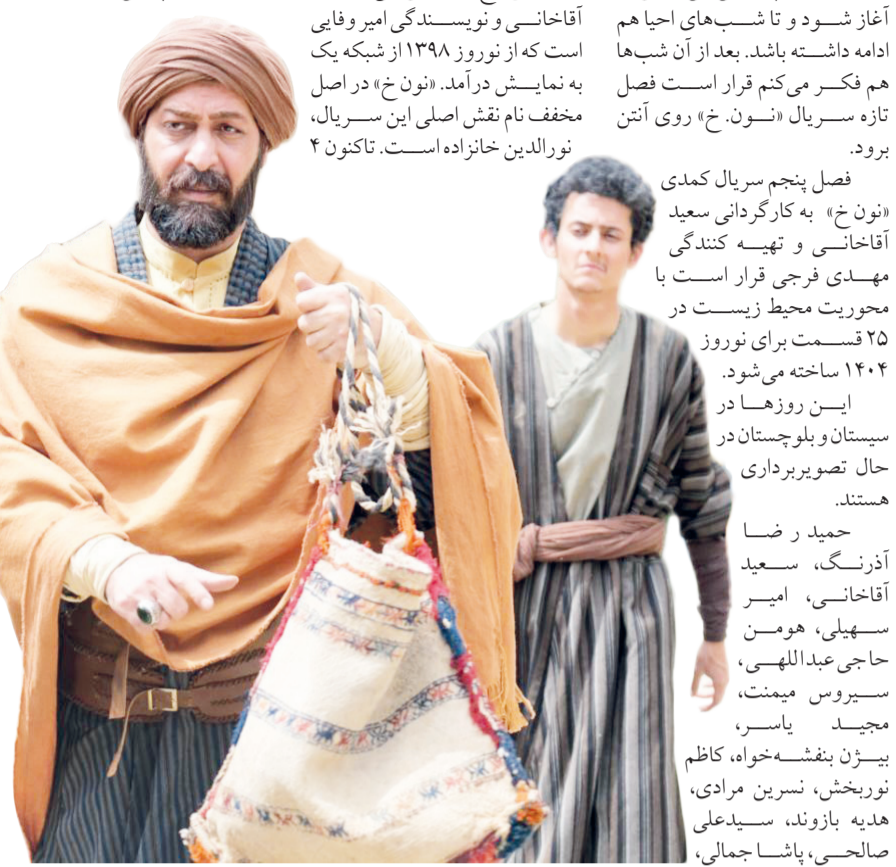 آغاز شود و تا شب‌های احیا هم
ادامه داشته باشد. بعد از آن شب‌ها
هم فکر می‌کنم قرار است فصل
تازه سریال «نون. خ» روی آنتن
برود.
فصل پنجم سریال کمدی
«نون خ» به کارگردانی سعید
آقاخانی و تهیه کنندگی
مهدی فرجی قرار است با
محوریت محیط زیست در
۲۵ قسمت برای نوروز
۱۴۰۴ ساخته می‌شود.
این روزها در
سیستان و بلوچستان در
حال تصویربرداری
هستند.
حمید ر ضا
آذرنگ، سعید
آقاخانی، امیر
سهیلی، هومن
حاجی عبداللهی،
سیروس میمنت،
مجید یاسر،
بیژن بنفشه‌خواه، کاظم
نوربخش، نسرین مرادی،
هدیه بازوند، سیدعلی
صالحی، پاشا جمالی،
آقاخانی و نویسندگی امیر وفایی
است که از نوروز ۱۳۹۸ از شبکه یک
به نمایش درآمد. «نون خ» در اصل
مخفف نام نقش اصلی این سریال،
نورالدین خانزاده است. تاکنون ۴